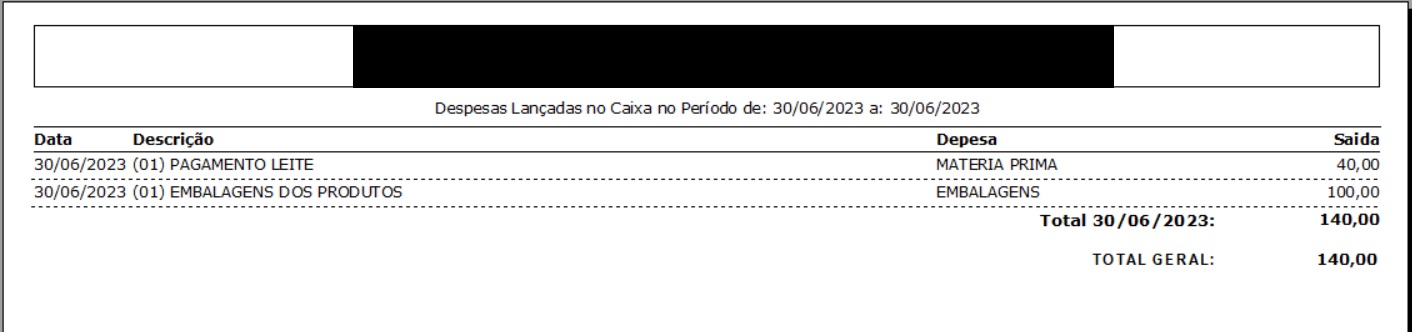 Despesas Lançadas no Caixa no Período de: 30/06/2023 a: 30/06/2023
Data Descrição Depesa Saida
30/06/2023 (01) PAGAMENTO LEITE MATERIA PRIMA 40,00
30/06/2023 (01) EMBALAGENS DOS PRODUTOS EMBALAGENS 100,00
Total 30/06/2023: 140,00
TOTAL GERAL: 140,00